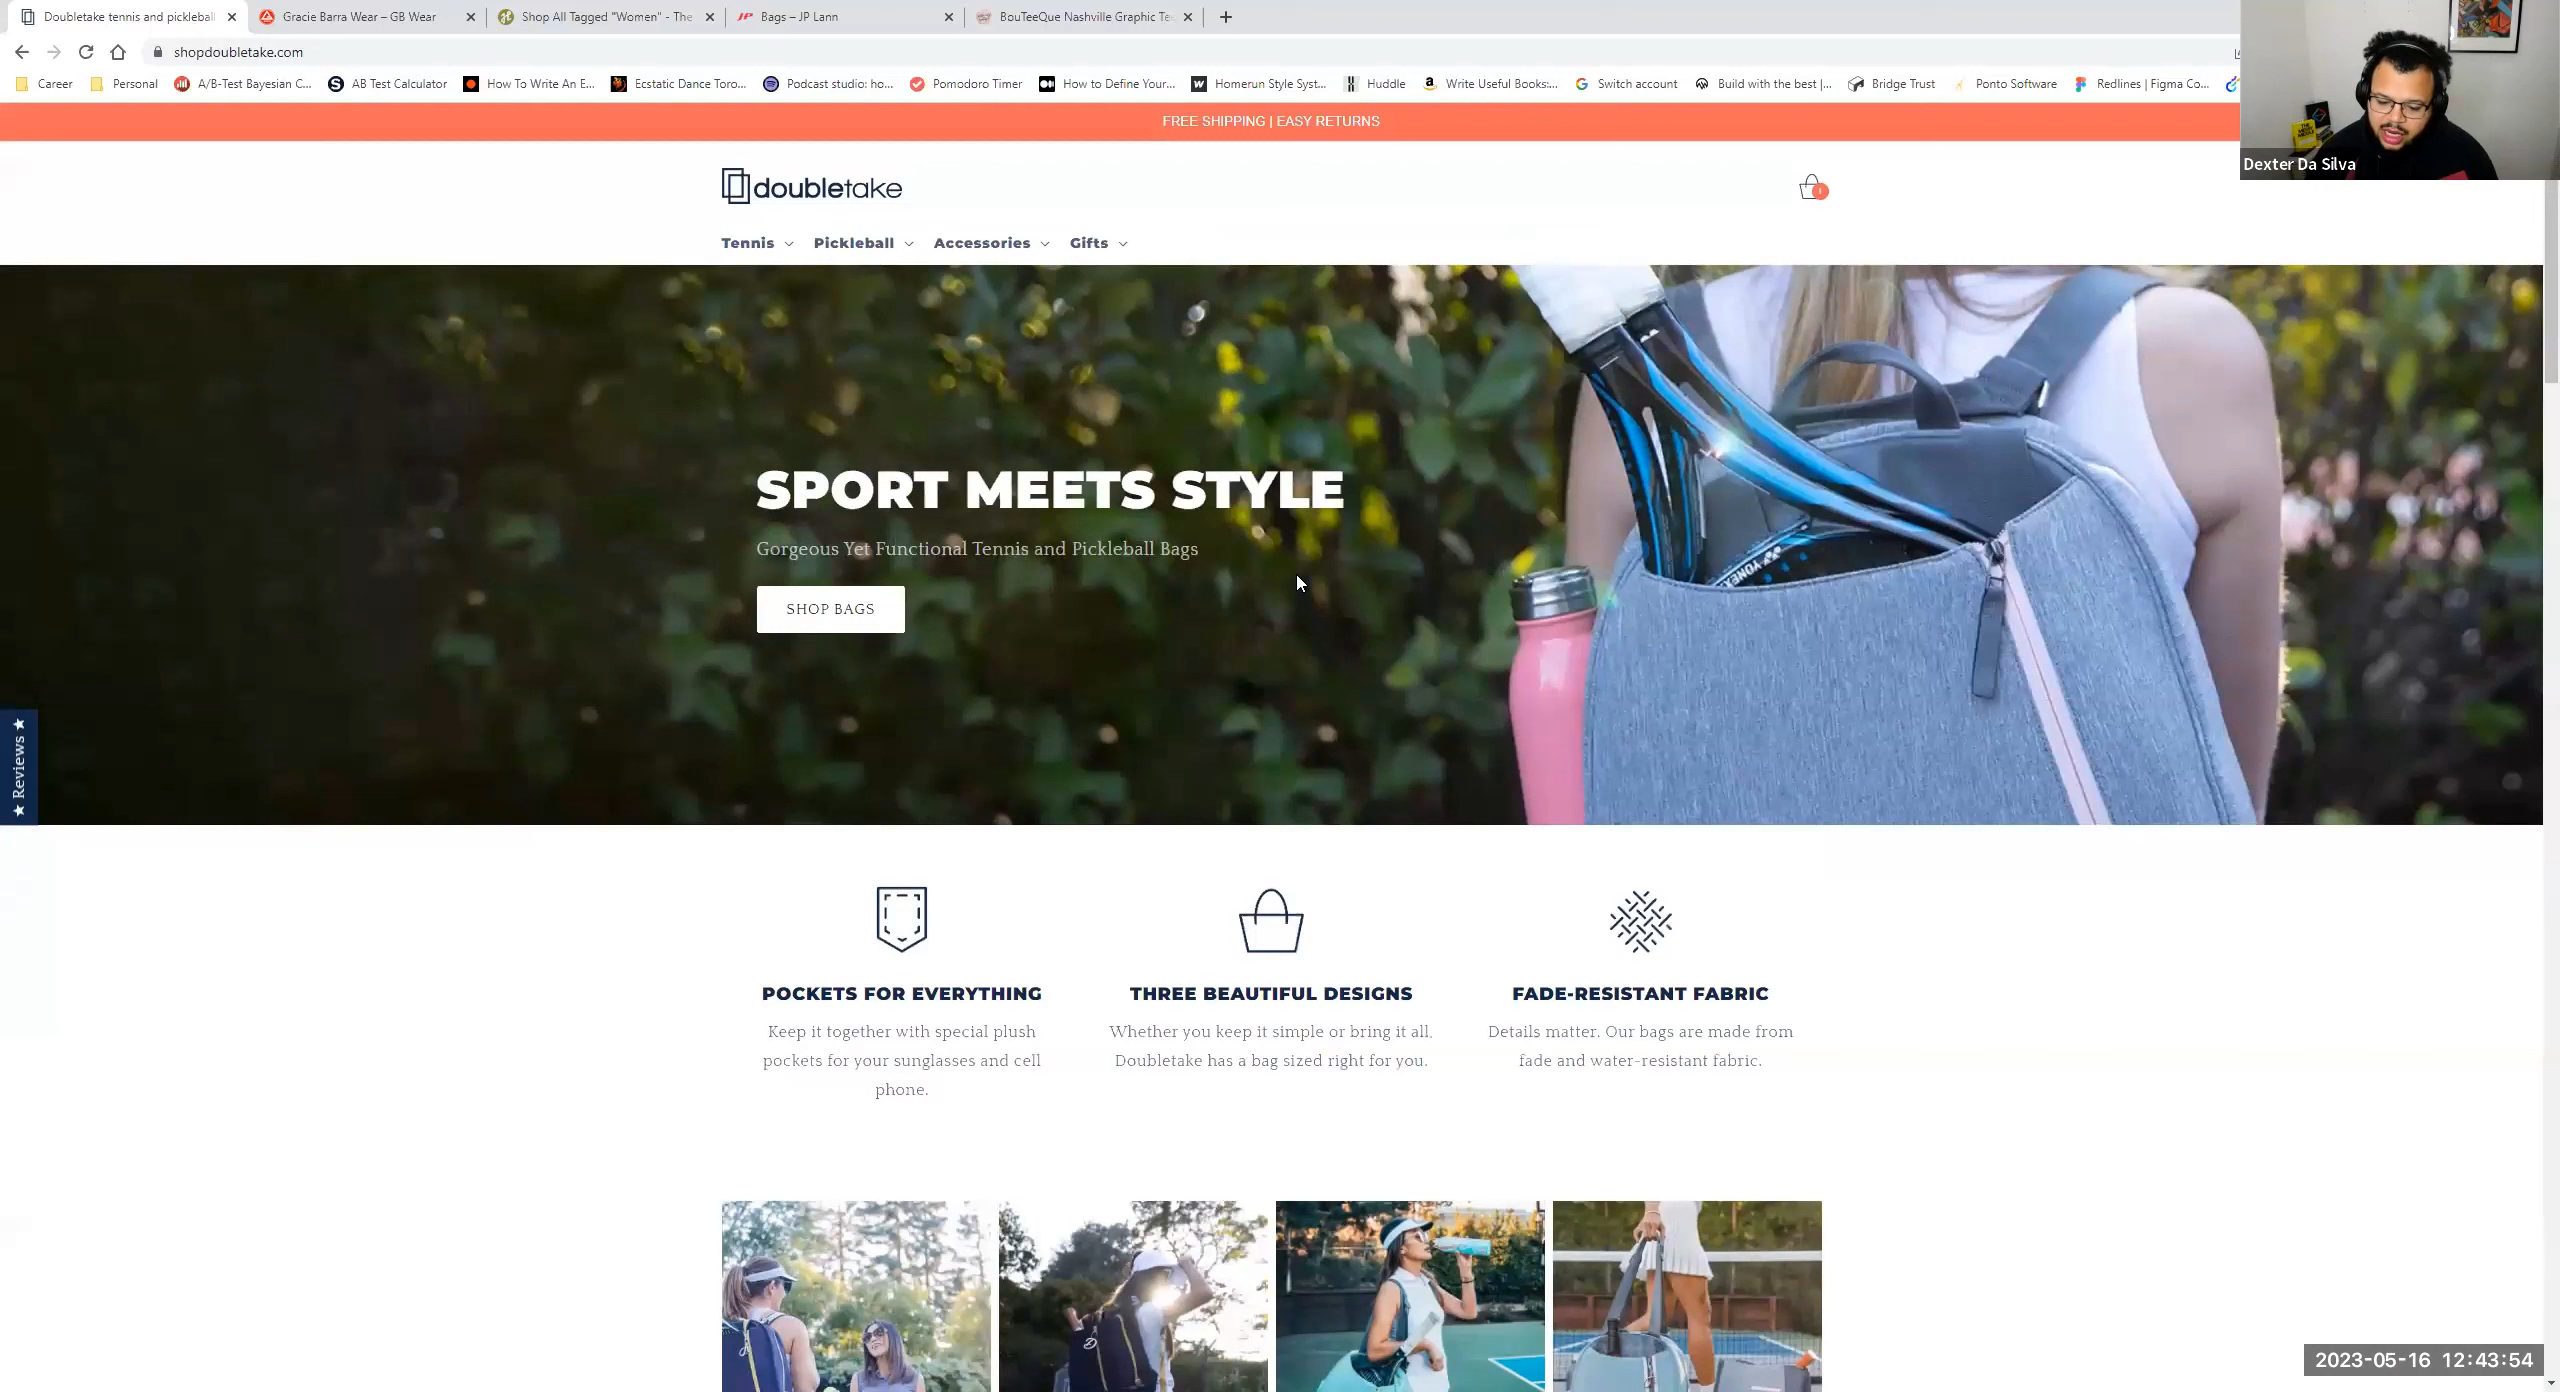 Doubletake tennis and pickleball
Gracie Barra Wear – GB Wear
Shop All Tagged "Women" - The
Bags – JP Lann
BouTeeQue Nashville Graphic Te
shopdoubletake.com
Career
Personal
A/B-Test Bayesian C...
AB Test Calculator
How To Write An E...
Ecstatic Dance Toro...
Podcast studio: ho...
Pomodoro Timer
How to Define Your...
Homerun Style Syst...
Huddle
Write Useful Books:...
Switch account
Build with the best |...
Bridge Trust
Ponto Software
Redlines | Figma Co...
Dexter Da Silva
FREE SHIPPING | EASY RETURNS
doubletake
1
Tennis
Pickleball
Accessories
Gifts
SPORT MEETS STYLE
Gorgeous Yet Functional Tennis and Pickleball Bags
SHOP BAGS
YONEX
★ Reviews ★
POCKETS FOR EVERYTHING
Keep it together with special plush
pockets for your sunglasses and cell
phone.
THREE BEAUTIFUL DESIGNS
Whether you keep it simple or bring it all,
Doubletake has a bag sized right for you.
FADE-RESISTANT FABRIC
Details matter. Our bags are made from
fade and water-resistant fabric.
2023-05-16 12:43:54